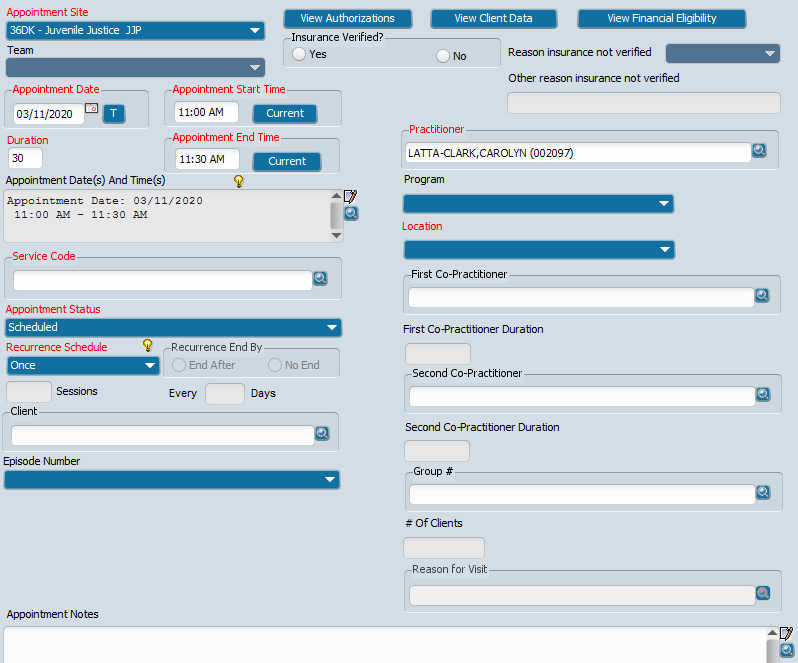 Appointment Site
36DK - Juvenile Justice JJP
Team
View Authorizations
View Client Data
View Financial Eligibility
Insurance Verified?
Yes
No
Reason insurance not verified
Other reason insurance not verified
Appointment Date
03/11/2020
T
Appointment Start Time
11:00 AM
Current
Duration
30
Appointment End Time
11:30 AM
Current
Appointment Date(s) And Time(s)
Appointment Date: 03/11/2020
11:00 AM - 11:30 AM
Service Code
Appointment Status
Scheduled
Recurrence Schedule
Once
Recurrence End By
End After
No End
Sessions
Every
Days
Client
Episode Number
Practitioner
LATTA-CLARK,CAROLYN (002097)
Program
Location
First Co-Practitioner
First Co-Practitioner Duration
Second Co-Practitioner
Second Co-Practitioner Duration
Group #
# Of Clients
Reason for Visit
Appointment Notes